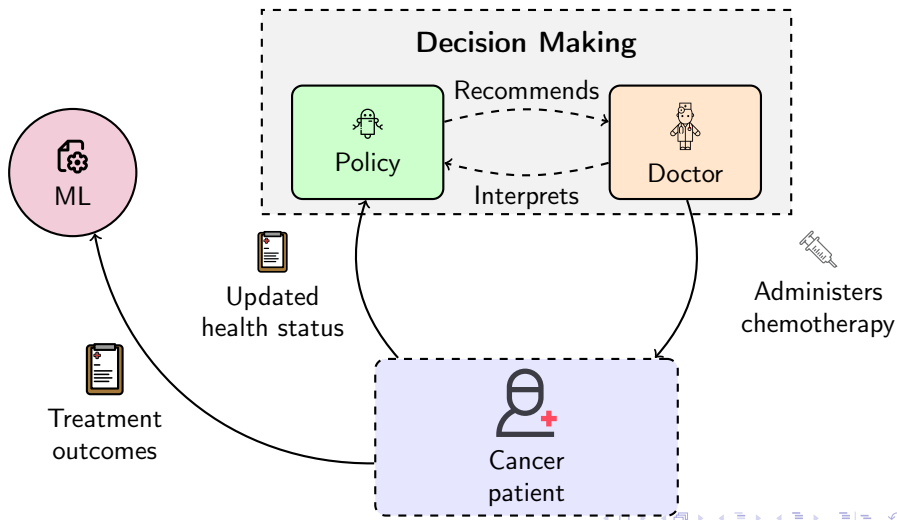 Decision Making
Recommends
Policy
Doctor
Interprets
ML
Updated
health status
Administers
chemotherapy
Treatment
outcomes
Cancer
patient